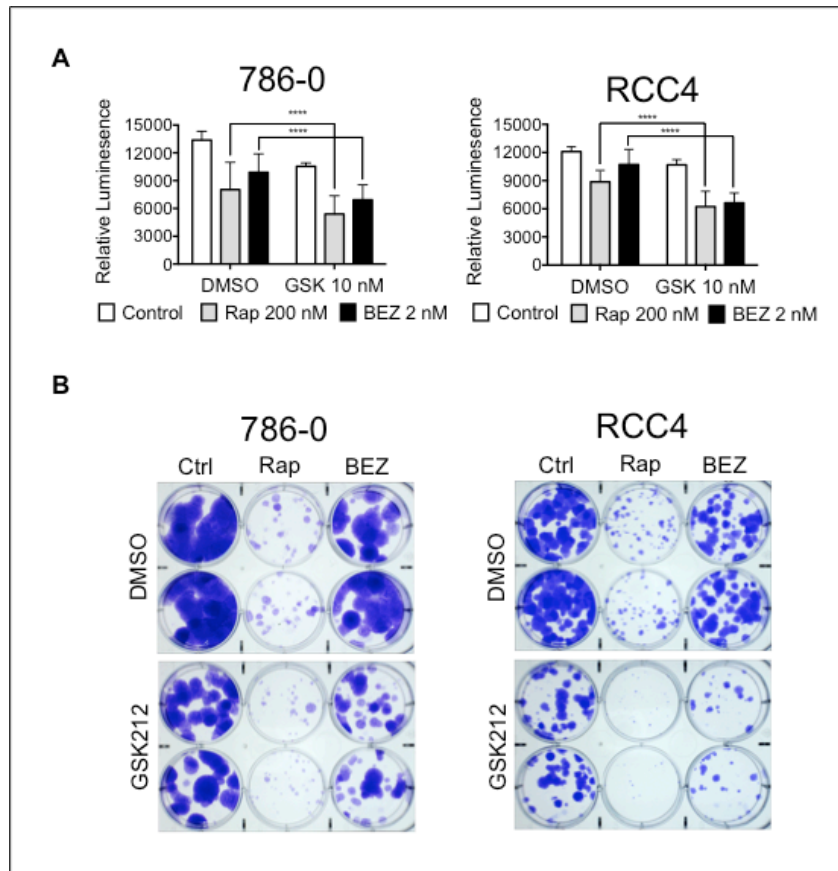 A
786-0
RCC4
****
****
****
****
Relative Luminesence
15000
12000
9000
6000
3000
0
DMSO
GSK 10 nM
Control
Rap 200 nM
BEZ 2 nM
Relative Luminesence
15000
12000
9000
6000
3000
0
DMSO
GSK 10 nM
Control
Rap 200 nM
BEZ 2 nM
B
786-0
RCC4
Ctrl
Rap
BEZ
Ctrl
Rap
BEZ
DMSO
GSK212
DMSO
GSK212